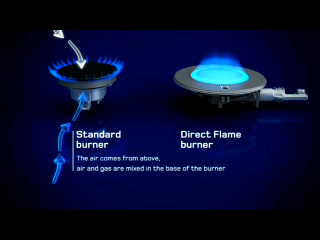 Standard
burner
The air comes from above,
air and gas are mixed in the base of the burner
Direct Flame
burner